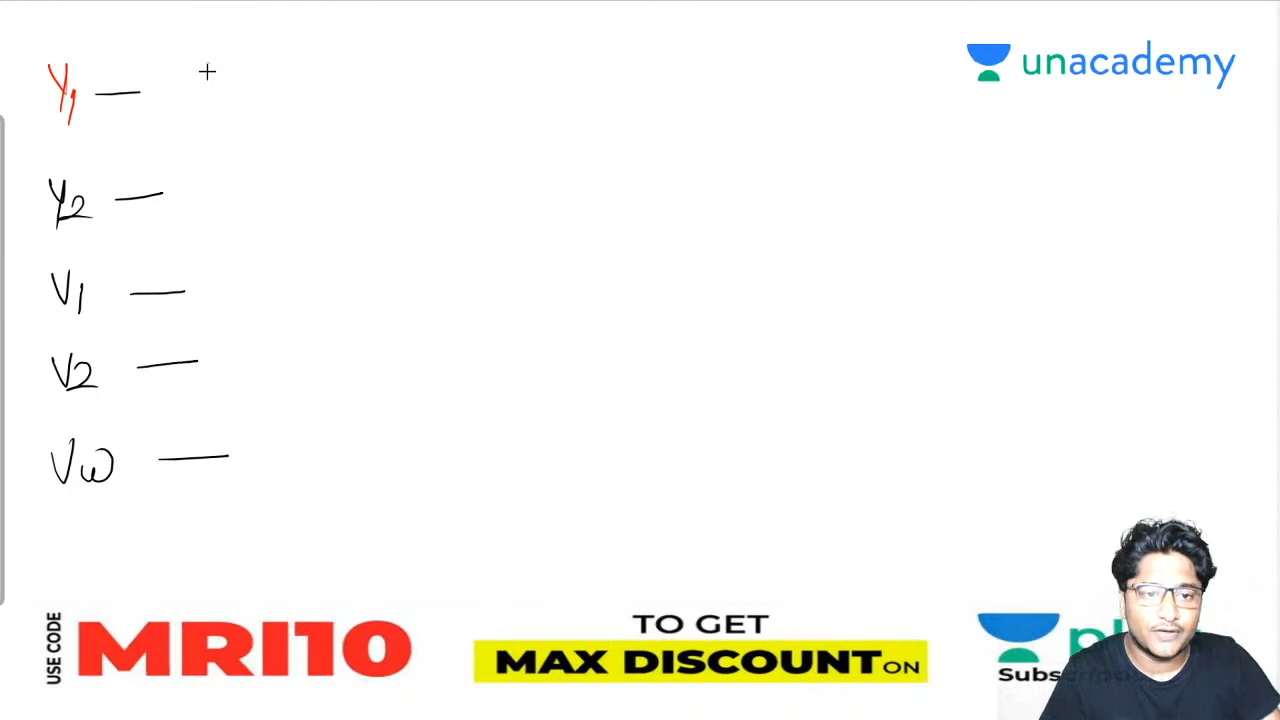 unacademy
Y1 —
Y2 —
V1 —
V2 —
Vω —
USE CODE
MRI10
TO GET
MAX DISCOUNT ON